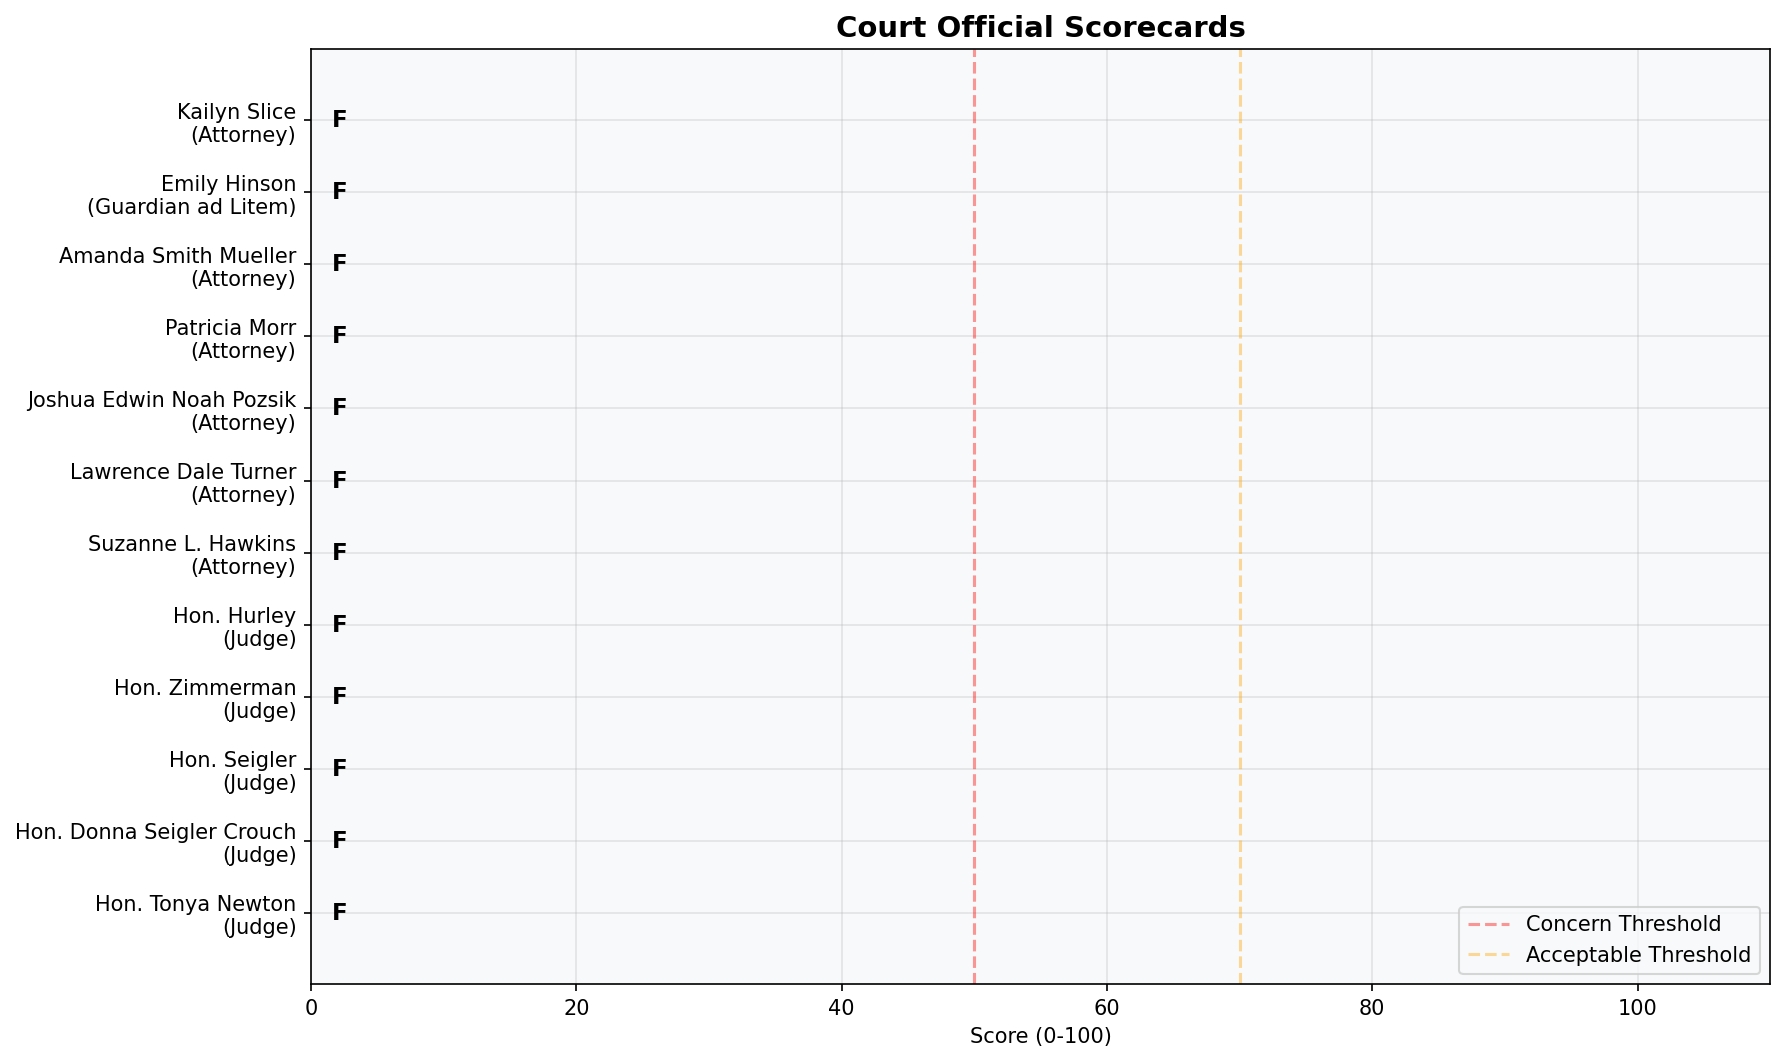 Court Official Scorecards
Kailyn Slice
(Attorney)
F
Emily Hinson
(Guardian ad Litem)
F
Amanda Smith Mueller
(Attorney)
F
Patricia Morr
(Attorney)
F
Joshua Edwin Noah Pozsik
(Attorney)
F
Lawrence Dale Turner
(Attorney)
F
Suzanne L. Hawkins
(Attorney)
F
Hon. Hurley
(Judge)
F
Hon. Zimmerman
(Judge)
F
Hon. Seigler
(Judge)
F
Hon. Donna Seigler Crouch
(Judge)
F
Hon. Tonya Newton
(Judge)
F
Concern Threshold
Acceptable Threshold
0 20 40 60 80 100
Score (0-100)